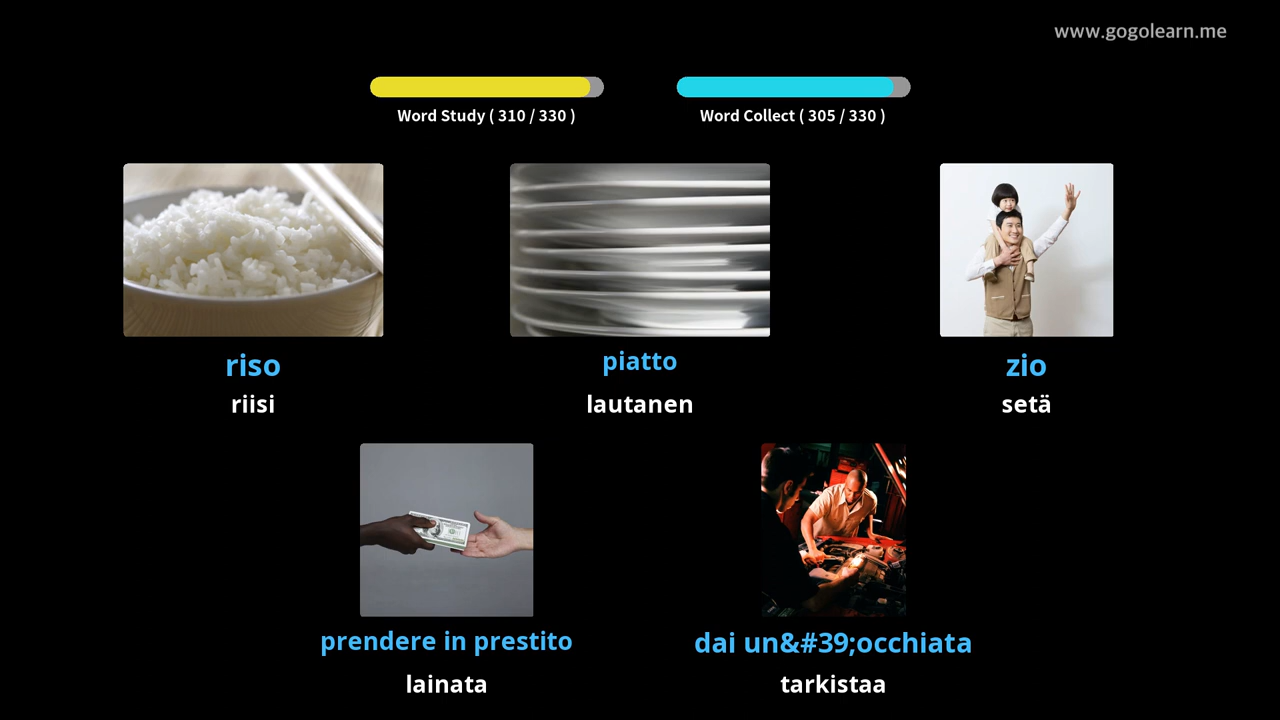 www.gogolearn.me
Word Study ( 310 / 330 )
Word Collect ( 305 / 330 )
riso
piatto
zio
riisi
lautanen
setä
prendere in prestito
dai un&#39;occhiata
lainata
tarkistaa